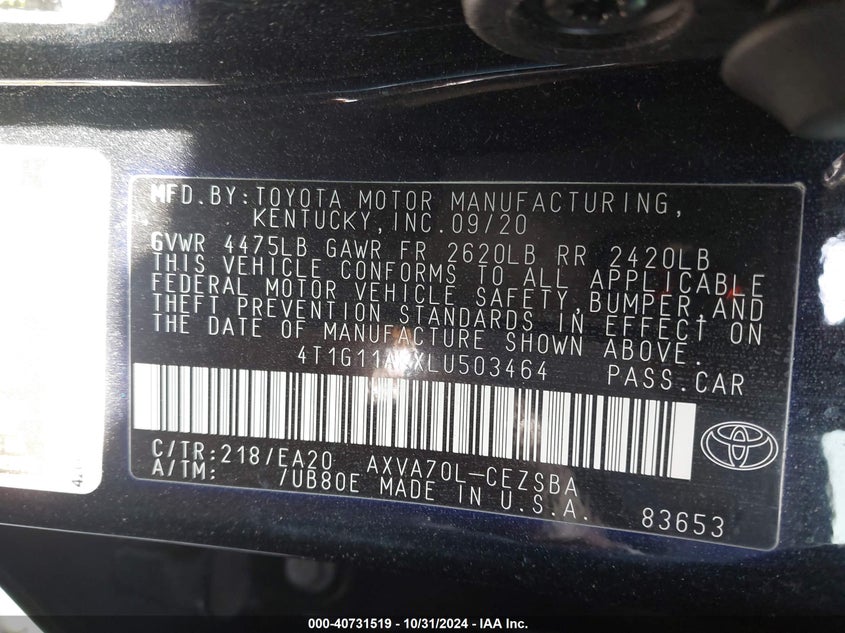 MFD.BY:TOYOTA MOTOR MANUFACTURING,
KENTUCKY,INC.09/20
GVWR 4475LB GAWR FR 2620LB RR 2420LB
THIS VEHICLE CONFORMS TO ALL APPLICABLE
FEDERAL MOTOR VEHICLE SAFETY,BUMPER,AND
THEFT PREVENTION STANDARDS IN EFFECT ON
THE DATE OF MANUFACTURE SHOWN ABOVE.
PASS.CAR
C/TR:218/EA20 AXVA70L-CEZSBA
A/TM: 7UB80E MADE IN U.S.A.
83653
000-40731519 - 10/31/2024 - IAA Inc.